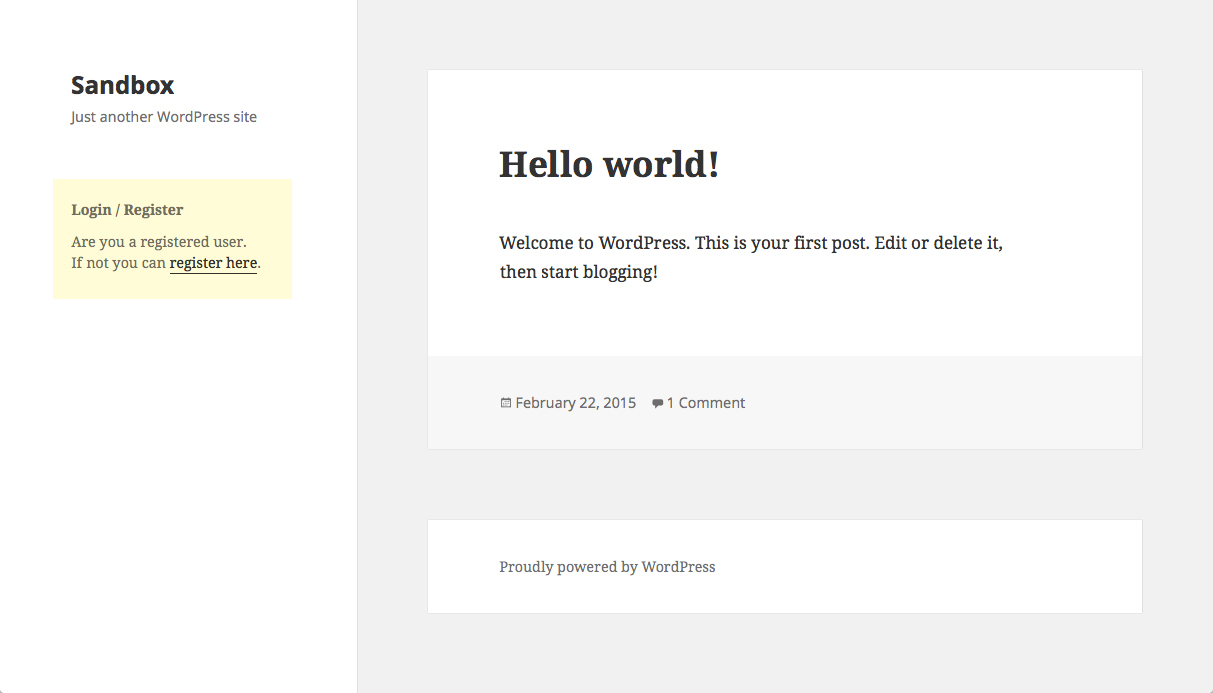 Sandbox
Just another WordPress site
Login / Register
Are you a registered user.
If not you can register here.
Hello world!
Welcome to WordPress. This is your first post. Edit or delete it,
then start blogging!
February 22, 2015 1 Comment
Proudly powered by WordPress